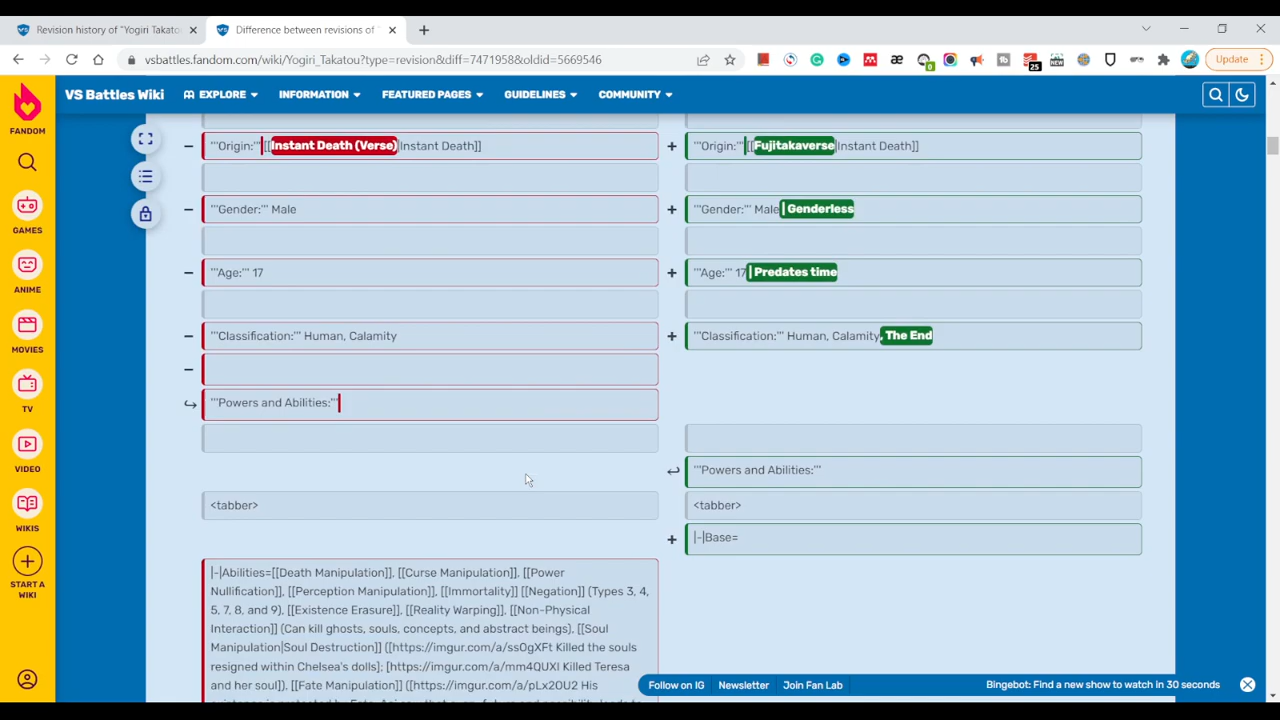 Revision history of "Yogiri Takato
Difference between revisions of "
vsbattles.fandom.com/wiki/Yogiri_Takato?type=revision&diff=7471958&oldid=5669546
0
25
NEW
Update
FANDOM
GAMES
ANIME
MOVIES
TV
VIDEO
WIKIS
START A
WIKI
VS Battles Wiki
EXPLORE
INFORMATION
FEATURED PAGES
GUIDELINES
COMMUNITY
− '''Origin:''' [[Instant Death (Verse)|Instant Death]]
+ '''Origin:''' [[Fujitakaverse|Instant Death]]
− '''Gender:''' Male
+ '''Gender:''' Male | Genderless
− '''Age:''' 17
+ '''Age:''' 17 | Predates time
− '''Classification:''' Human, Calamity
+ '''Classification:''' Human, Calamity, The End
−
'''Powers and Abilities:'''
'''Powers and Abilities:'''
<tabber>
<tabber>
+ |-|Base=
|-|Abilities=[[Death Manipulation]], [[Curse Manipulation]], [[Power
Nullification]], [[Perception Manipulation]], [[Immortality]] [[Negation]] (Types 3, 4,
5, 7, 8, and 9), [[Existence Erasure]], [[Reality Warping]], [[Non-Physical
Interaction]] (Can kill ghosts, souls, concepts, and abstract beings), [[Soul
Manipulation|Soul Destruction]] ([https://imgur.com/a/ssOgXFt Killed the souls
resigned within Chelsea's dolls]; [https://imgur.com/a/mm4QUXI Killed Teresa
and her soul]), [[Fate Manipulation]] ([https://imgur.com/a/pLx2OU2 His
Follow on IG
Newsletter
Join Fan Lab
Bingebot: Find a new show to watch in 30 seconds